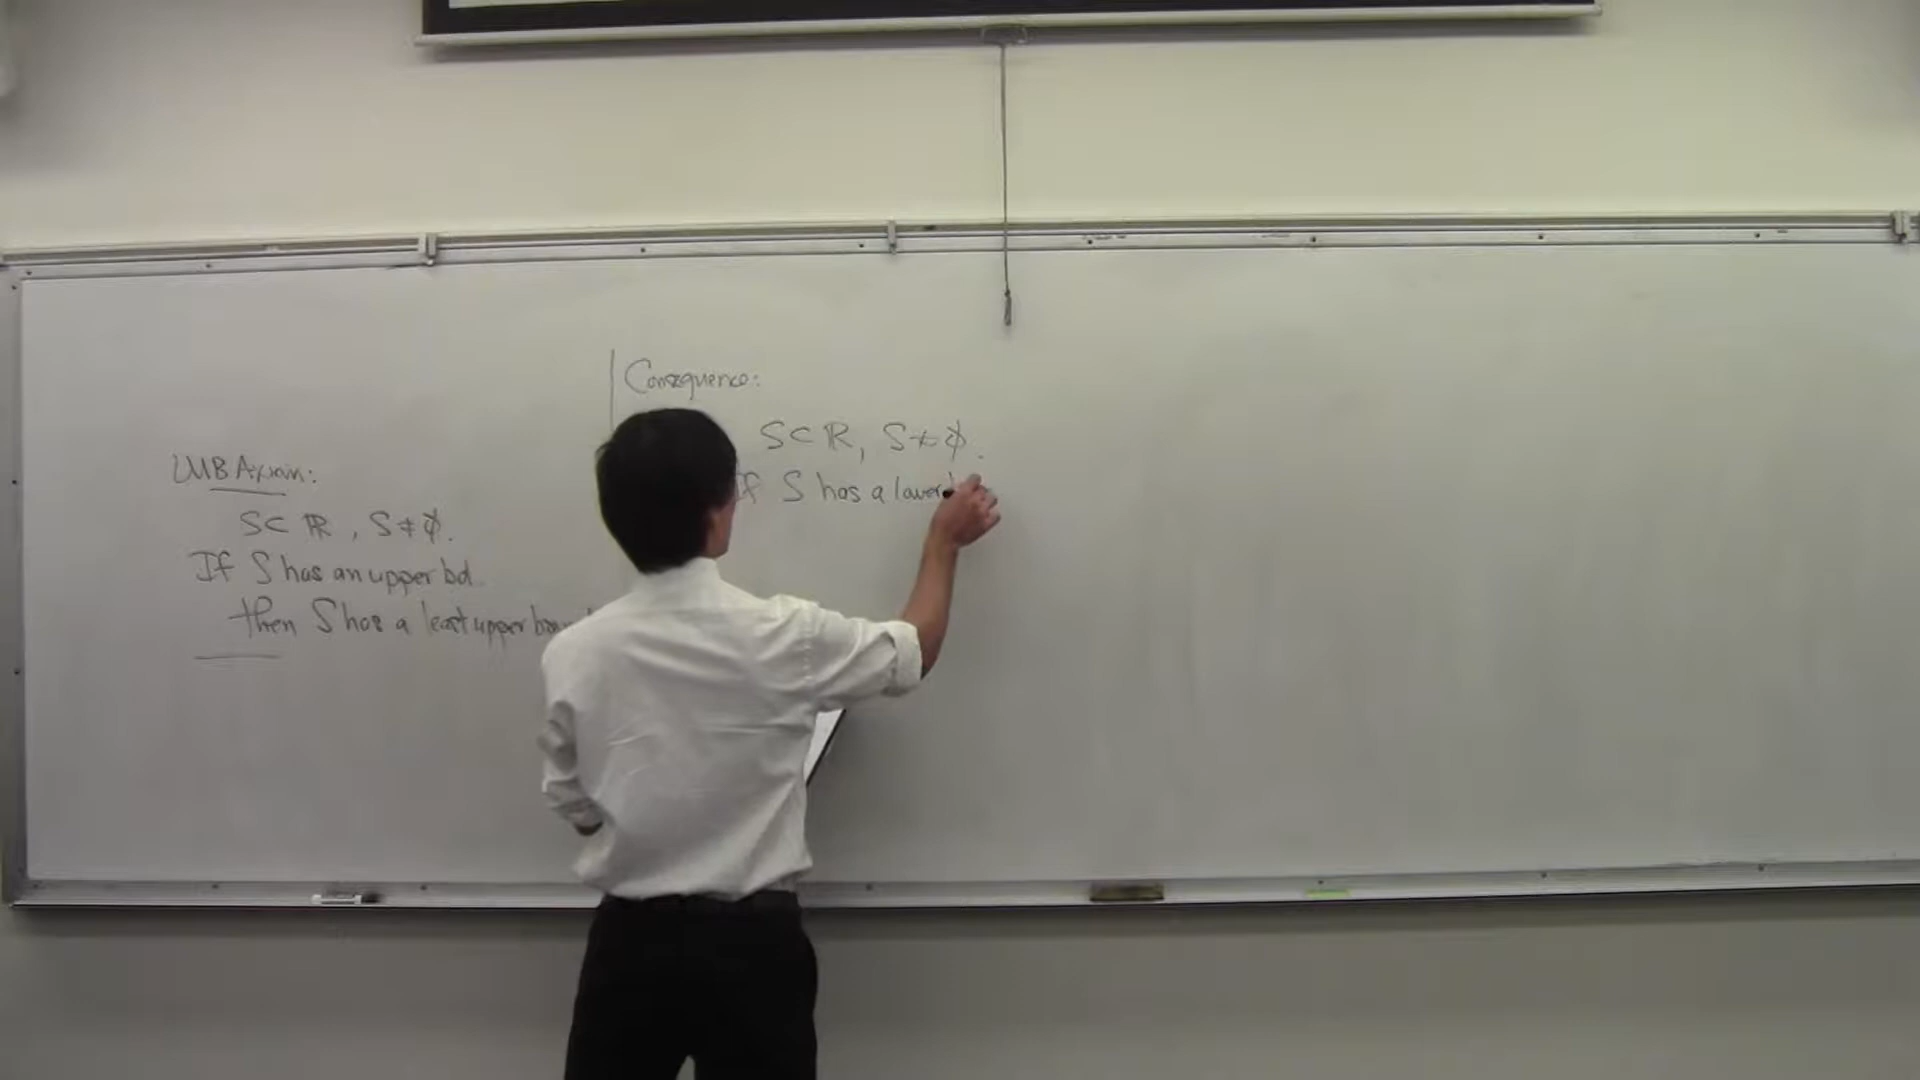 LUB Axiom:
S ⊂ ℝ, S ≠ ∅.
If S has an upper bd.
then S has a least upper
Consequence:
S ⊂ ℝ, S ≠ ∅.
If S has a lower